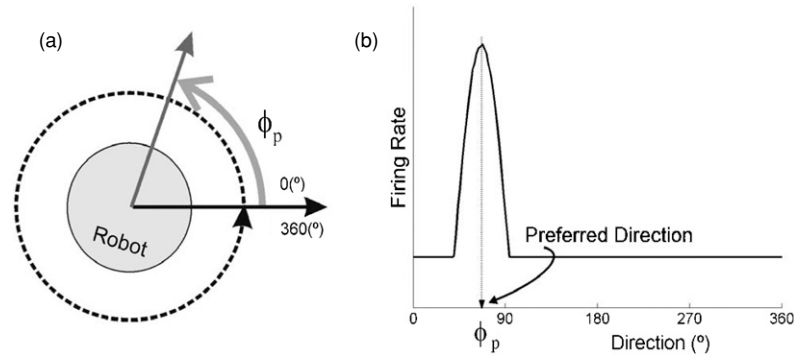 (a)
ϕp
0(º)
360(º)
Robot
(b)
Firing Rate
Preferred Direction
0
ϕp
90
180
270
360
Direction (º)